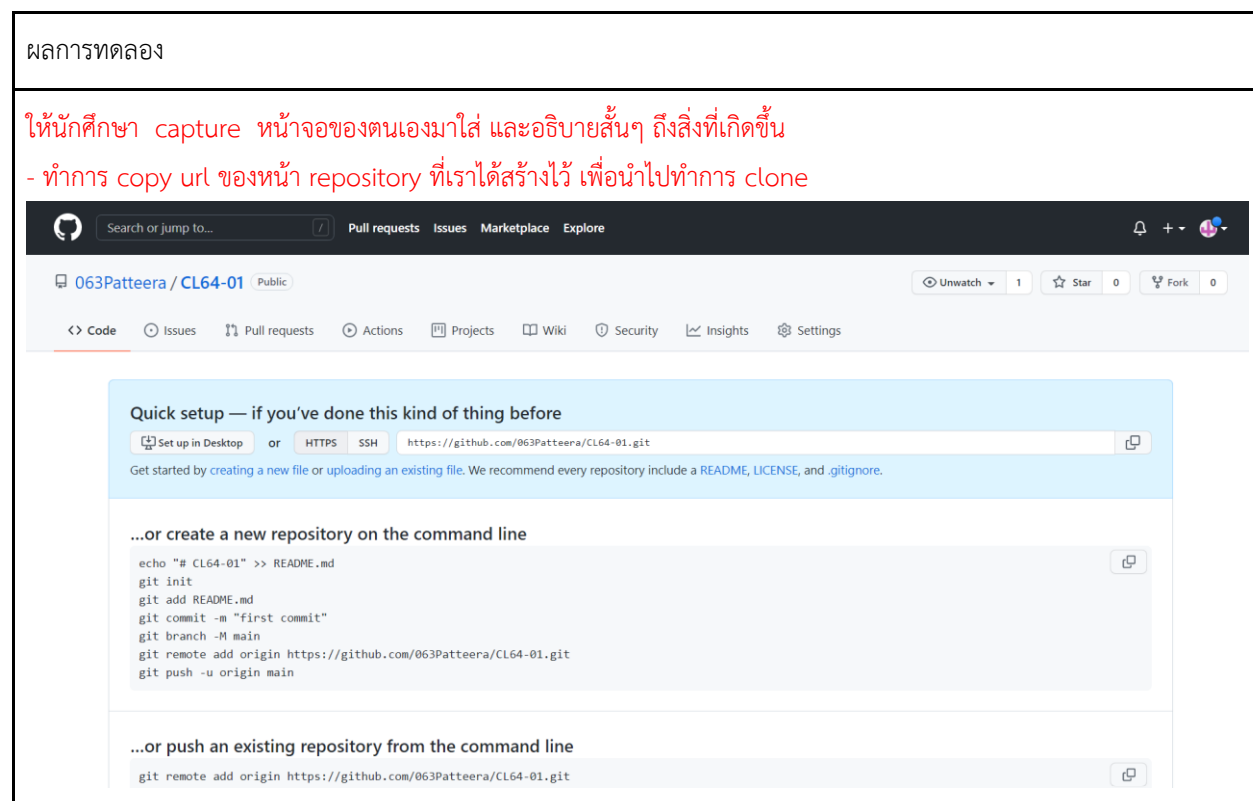 ผลการทดลอง
ให้นักศึกษา capture หน้าจอของตนเองมาใส่ และอธิบายสั้นๆ ถึงสิ่งที่เกิดขึ้น
- ทำการ copy url ของหน้า repository ที่เราได้สร้างไว้ เพื่อนำไปทำการ clone
Search or jump to... / Pull requests Issues Marketplace Explore
063Patteera / CL64-01 Public Unwatch 1 Star 0 Fork 0
<> Code Issues Pull requests Actions Projects Wiki Security Insights Settings
Quick setup — if you've done this kind of thing before
Set up in Desktop or HTTPS SSH https://github.com/063Patteera/CL64-01.git
Get started by creating a new file or uploading an existing file. We recommend every repository include a README, LICENSE, and .gitignore.
...or create a new repository on the command line
echo "# CL64-01" >> README.md
git init
git add README.md
git commit -m "first commit"
git branch -M main
git remote add origin https://github.com/063Patteera/CL64-01.git
git push -u origin main
...or push an existing repository from the command line
git remote add origin https://github.com/063Patteera/CL64-01.git